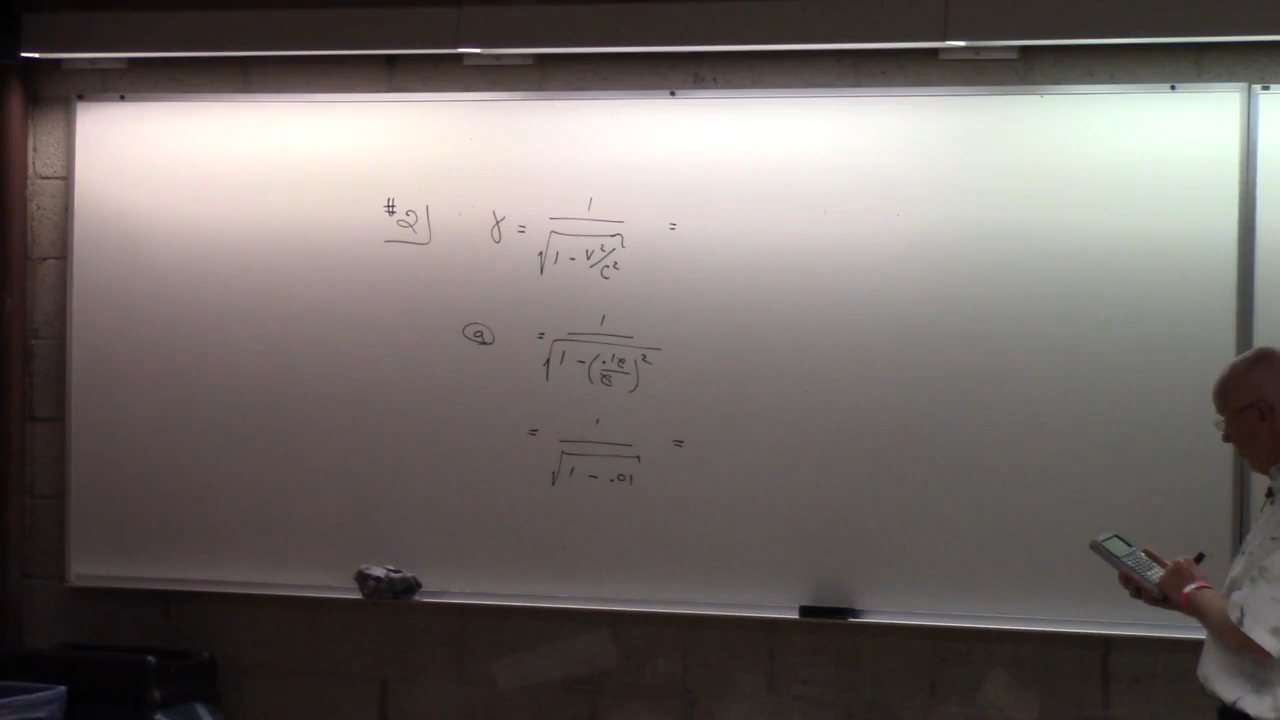 #2 γ = 1 / √(1 - v²/c²) =
ⓐ = 1 / √(1 - (.1c/c)²)
= 1 / √(1 - .01) =